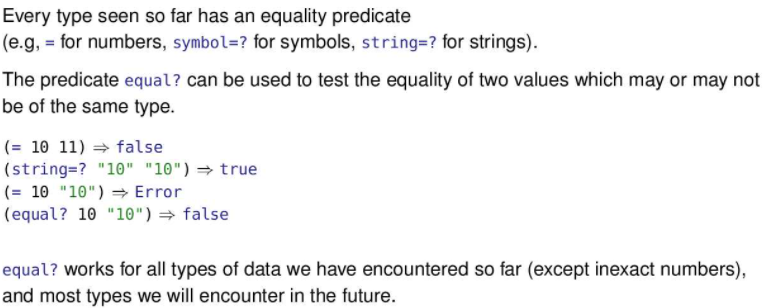 Every type seen so far has an equality predicate
(e.g, = for numbers, symbol=? for symbols, string=? for strings).
The predicate equal? can be used to test the equality of two values which may or may not
be of the same type.
(= 10 11) ⇒ false
(string=? "10" "10") ⇒ true
(= 10 "10") ⇒ Error
(equal? 10 "10") ⇒ false
equal? works for all types of data we have encountered so far (except inexact numbers),
and most types we will encounter in the future.